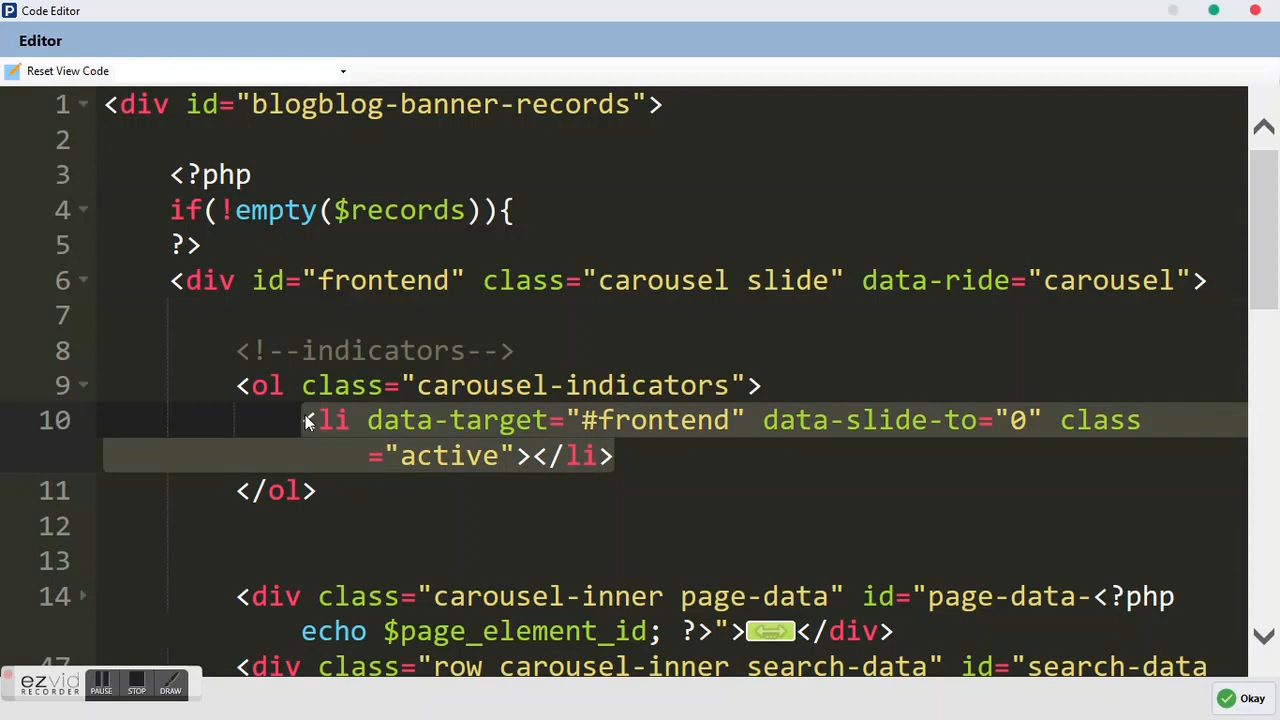 Code Editor
Editor
Reset View Code
1 <div id="blogblog-banner-records">
2
3 <?php
4 if(!empty($records)){
5 ?>
6 <div id="frontend" class="carousel slide" data-ride="carousel">
7
8 <!--indicators-->
9 <ol class="carousel-indicators">
10 <li data-target="#frontend" data-slide-to="0" class
="active"></li>
11 </ol>
12
13
14 <div class="carousel-inner page-data" id="page-data-<?php
echo $page_element_id; ?>"></div>
47 <div class="row carousel-inner search-data" id="search-data
ezvid
RECORDER
PAUSE
STOP
DRAW
Okay